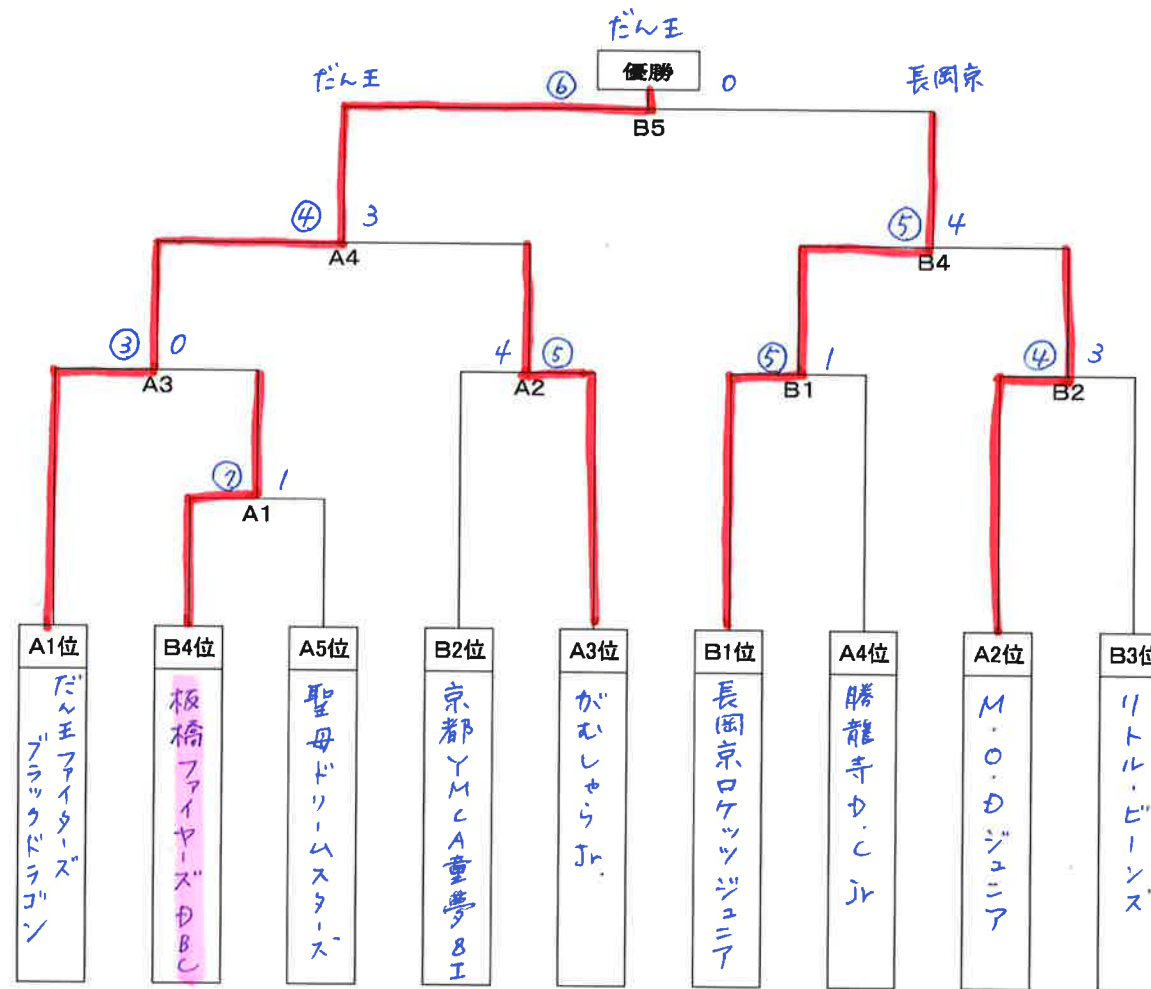 だん王
優勝
だん王
⑥
0
長岡京
B5
④
3
A4
⑤
4
B4
③
0
A3
4
⑤
A2
⑤
1
B1
④
3
B2
⑦
1
A1
A1位
B4位
A5位
B2位
A3位
B1位
A4位
A2位
B3位
だん王ファイターズ
ブラックドラゴン
板橋ファイヤーズDBC
聖母ドリームスターズ
京都YMCA童夢8工
がむしゃらJr.
長岡京ロケッツジュニア
勝龍寺D.C Jr
M.O.Dジュニア
リトル・ビーンズ